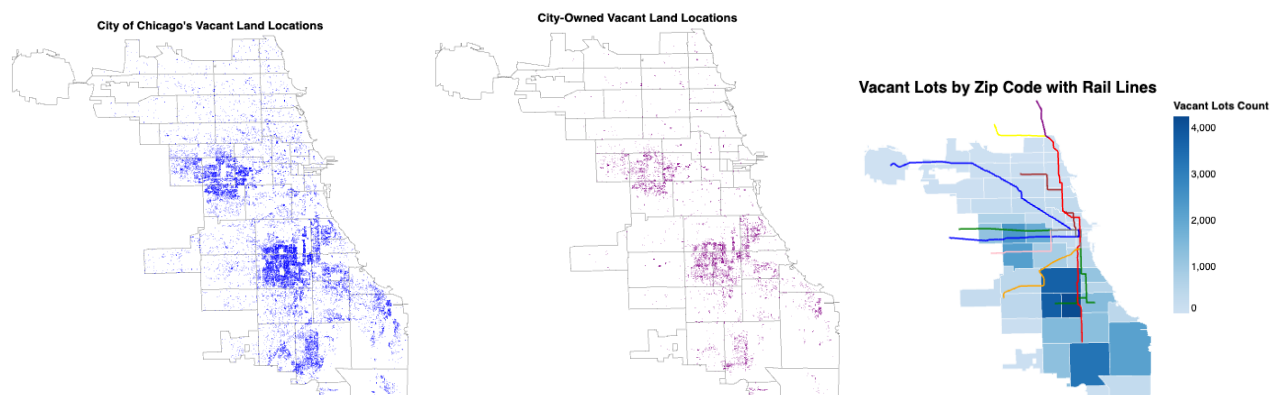 City of Chicago's Vacant Land Locations
City-Owned Vacant Land Locations
Vacant Lots by Zip Code with Rail Lines
Vacant Lots Count
4,000
3,000
2,000
1,000
0